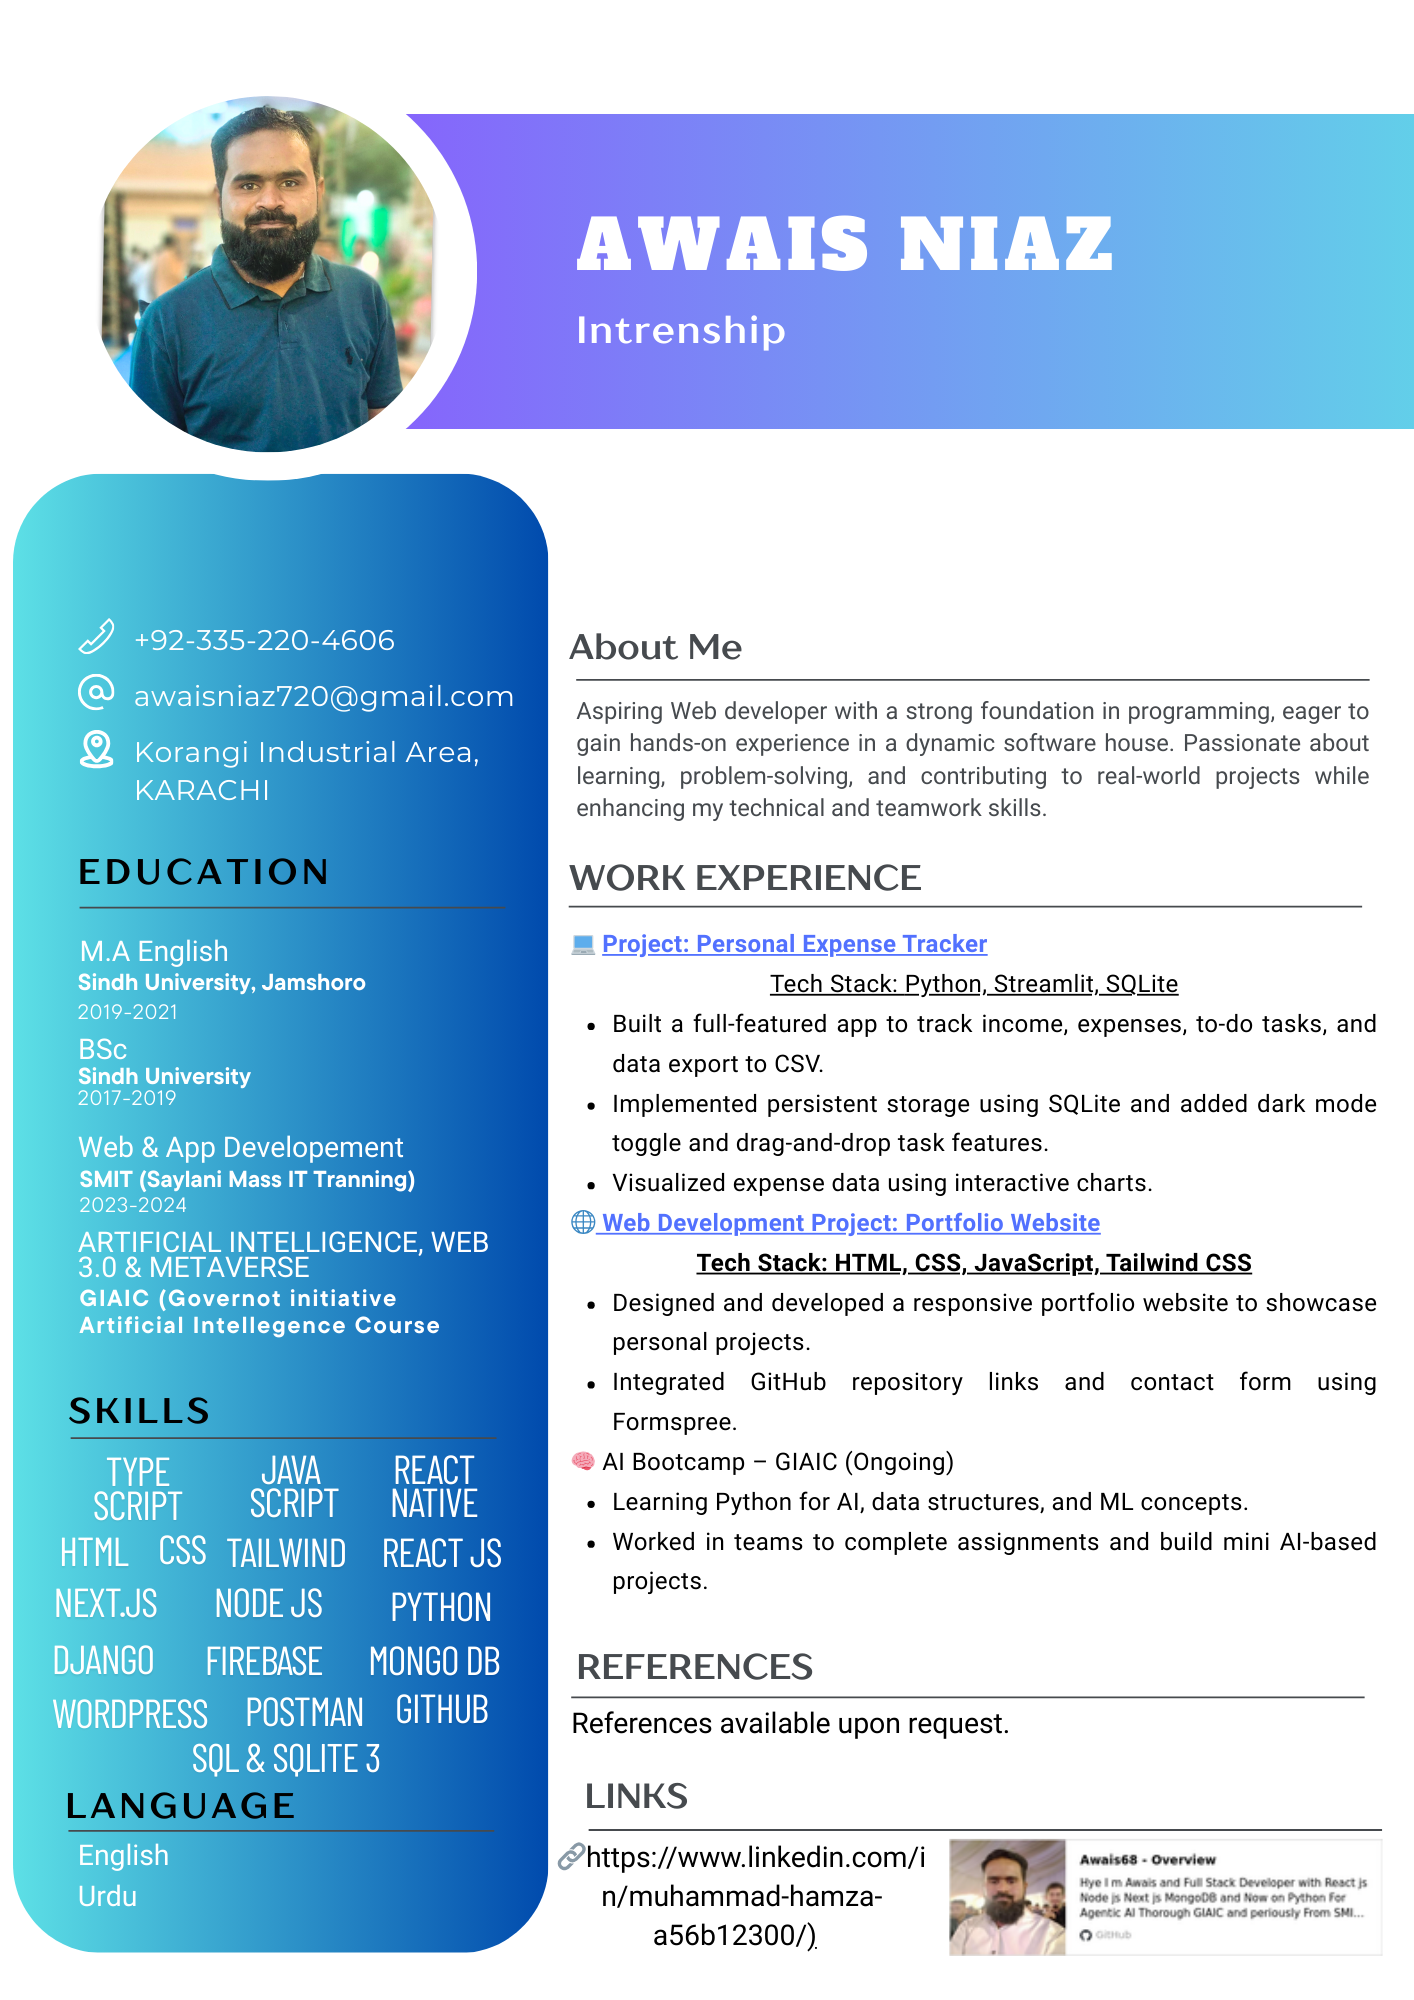 AWAIS NIAZ
Intrenship
+92-335-220-4606
awaisniaz720@gmail.com
Korangi Industrial Area,
KARACHI
EDUCATION
M.A English
Sindh University, Jamshoro
2019-2021
BSc
Sindh University
2017-2019
Web & App Developement
SMIT (Saylani Mass IT Tranning)
2023-2024
ARTIFICIAL INTELLIGENCE, WEB
3.0 & METAVERSE
GIAIC (Governot initiative
Artificial Intellegence Course
SKILLS
TYPE SCRIPT
JAVA SCRIPT
REACT NATIVE
HTML CSS TAILWIND REACT JS
NEXT.JS NODE JS PYTHON
DJANGO FIREBASE MONGO DB
WORDPRESS POSTMAN GITHUB
SQL & SQLITE 3
LANGUAGE
English
Urdu
About Me
Aspiring Web developer with a strong foundation in programming, eager to
gain hands-on experience in a dynamic software house. Passionate about
learning, problem-solving, and contributing to real-world projects while
enhancing my technical and teamwork skills.
WORK EXPERIENCE
💻 Project: Personal Expense Tracker
Tech Stack: Python, Streamlit, SQLite
• Built a full-featured app to track income, expenses, to-do tasks, and
data export to CSV.
• Implemented persistent storage using SQLite and added dark mode
toggle and drag-and-drop task features.
• Visualized expense data using interactive charts.
🌐 Web Development Project: Portfolio Website
Tech Stack: HTML, CSS, JavaScript, Tailwind CSS
• Designed and developed a responsive portfolio website to showcase
personal projects.
• Integrated GitHub repository links and contact form using
Formspree.
🧠 AI Bootcamp – GIAIC (Ongoing)
• Learning Python for AI, data structures, and ML concepts.
• Worked in teams to complete assignments and build mini AI-based
projects.
REFERENCES
References available upon request.
LINKS
🔗https://www.linkedin.com/i
n/muhammad-hamza-
a56b12300/)
Awais68 - Overview
Hye I m Awais and Full Stack Developer with React js
Node js Next js MongoDB and Now on Python For
Agentic AI Thorough GIAIC and periously From SMI...
GitHub